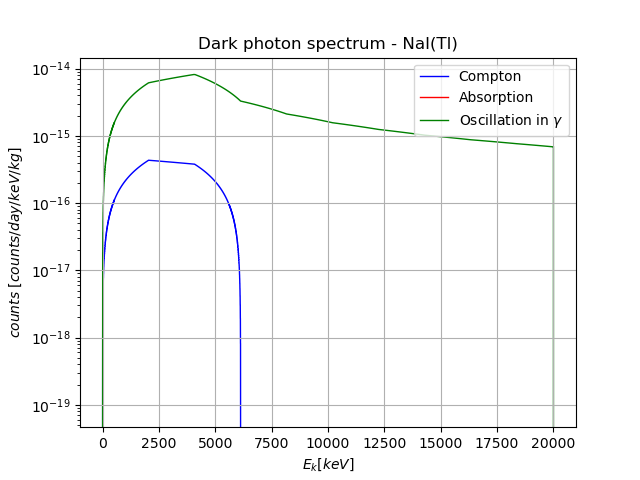 Dark photon spectrum - NaI(Tl)
Compton
Absorption
Oscillation in γ
counts [counts/day/keV/kg]
10⁻¹⁴
10⁻¹⁵
10⁻¹⁶
10⁻¹⁷
10⁻¹⁸
10⁻¹⁹
0 2500 5000 7500 10000 12500 15000 17500 20000
Eₖ[keV]